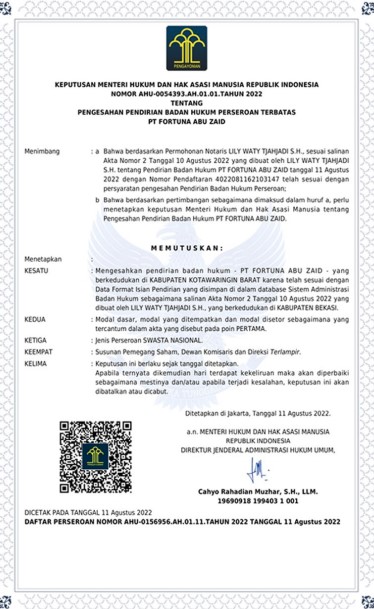 PENGAYOMAN
KEPUTUSAN MENTERI HUKUM DAN HAK ASASI MANUSIA REPUBLIK INDONESIA
NOMOR AHU-0054393.AH.01.01.TAHUN 2022
TENTANG
PENGESAHAN PENDIRIAN BADAN HUKUM PERSEROAN TERBATAS
PT FORTUNA ABU ZAID
Menimbang : a Bahwa berdasarkan Permohonan Notaris LILY WATY TJAHJADI S.H., sesuai salinan
Akta Nomor 2 Tanggal 10 Agustus 2022 yang dibuat oleh LILY WATY TJAHJADI
S.H. tentang Pendirian Badan Hukum PT FORTUNA ABU ZAID tanggal 11 Agustus
2022 dengan Nomor Pendaftaran 4022081162103147 telah sesuai dengan
persyaratan pengesahan Pendirian Badan Hukum Perseroan;
b Bahwa berdasarkan pertimbangan sebagaimana dimaksud dalam huruf a, perlu
menetapkan keputusan Menteri Hukum dan Hak Asasi Manusia tentang
Pengesahan Pendirian Badan Hukum PT FORTUNA ABU ZAID.
M E M U T U S K A N :
Menetapkan :
KESATU : Mengesahkan pendirian badan hukum - PT FORTUNA ABU ZAID - yang
berkedudukan di KABUPATEN KOTAWARINGIN BARAT karena telah sesuai dengan
Data Format Isian Pendirian yang disimpan di dalam database Sistem Administrasi
Badan Hukum sebagaimana salinan Akta Nomor 2 Tanggal 10 Agustus 2022 yang
dibuat oleh LILY WATY TJAHJADI S.H., yang berkedudukan di KABUPATEN BEKASI.
KEDUA : Modal dasar, modal yang ditempatkan dan modal disetor sebagaimana yang
tercantum dalam akta yang disebut pada poin PERTAMA.
KETIGA : Jenis Perseroan SWASTA NASIONAL.
KEEMPAT : Susunan Pemegang Saham, Dewan Komisaris dan Direksi Terlampir.
KELIMA : Keputusan ini berlaku sejak tanggal ditetapkan.
Apabila ternyata dikemudian hari terdapat kekeliruan maka akan diperbaiki
sebagaimana mestinya dan/atau apabila terjadi kesalahan, keputusan ini akan
dibatalkan atau dicabut.
Ditetapkan di Jakarta, Tanggal 11 Agustus 2022.
a.n. MENTERI HUKUM DAN HAK ASASI MANUSIA
REPUBLIK INDONESIA
DIREKTUR JENDERAL ADMINISTRASI HUKUM UMUM,
Cahyo Rahadian Muzhar, S.H., LLM.
19690918 199403 1 001
DICETAK PADA TANGGAL 11 Agustus 2022
DAFTAR PERSEROAN NOMOR AHU-0156956.AH.01.11.TAHUN 2022 TANGGAL 11 Agustus 2022